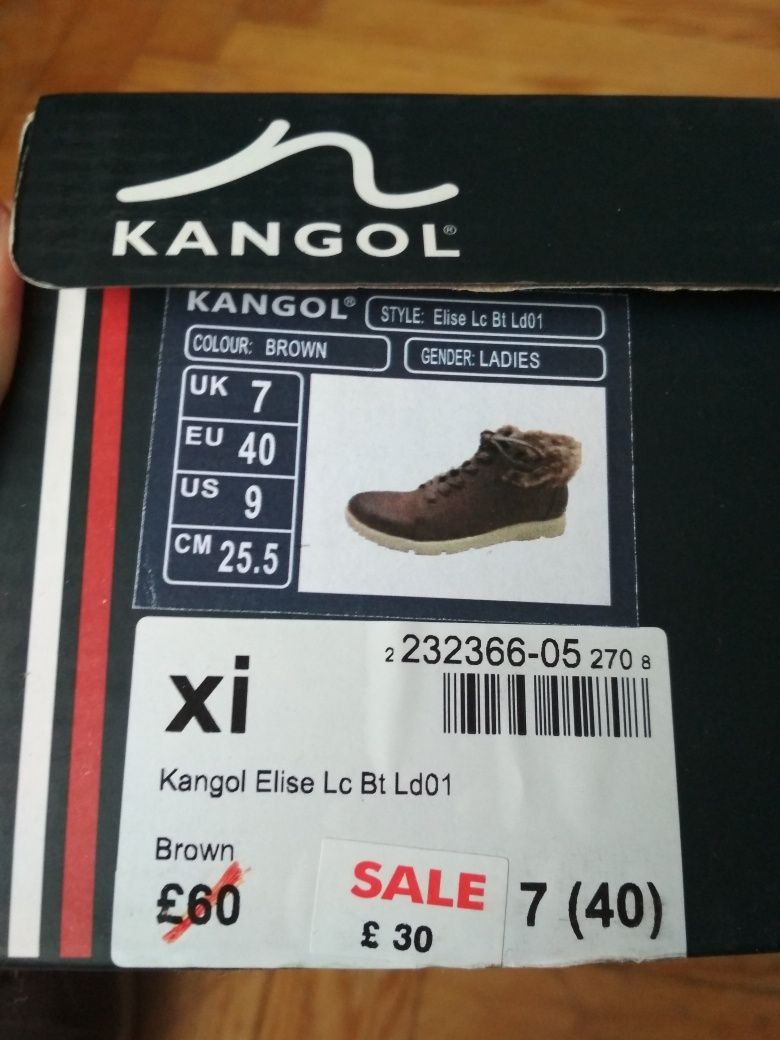 KANGOL®
KANGOL®
STYLE: Elise Lc Bt Ld01
COLOUR: BROWN
GENDER: LADIES
UK 7
EU 40
US 9
CM 25.5
2 232366-05 270 8
xi
Kangol Elise Lc Bt Ld01
Brown
£60
SALE
£ 30
7 (40)